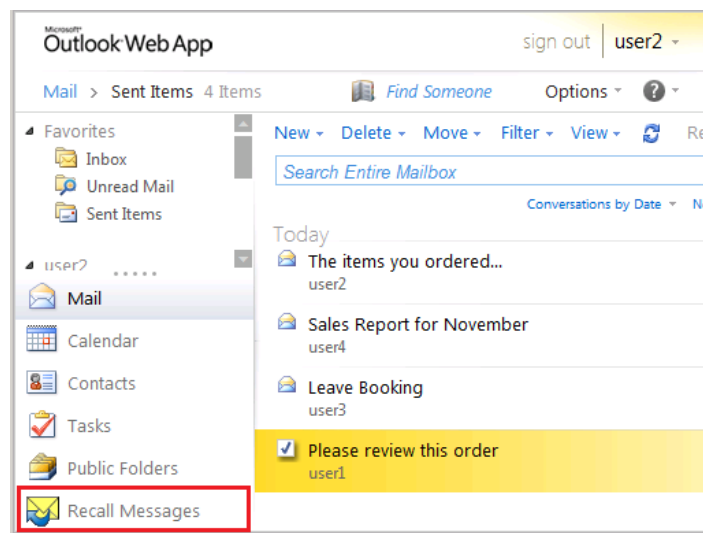 Microsoft®
Outlook Web App
sign out user2
Mail > Sent Items 4 Items
Find Someone
Options
?
Favorites
Inbox
Unread Mail
Sent Items
user2
Mail
Calendar
Contacts
Tasks
Public Folders
Recall Messages
New Delete Move Filter View Re
Search Entire Mailbox
Conversations by Date N
Today
The items you ordered...
user2
Sales Report for November
user4
Leave Booking
user3
Please review this order
user1